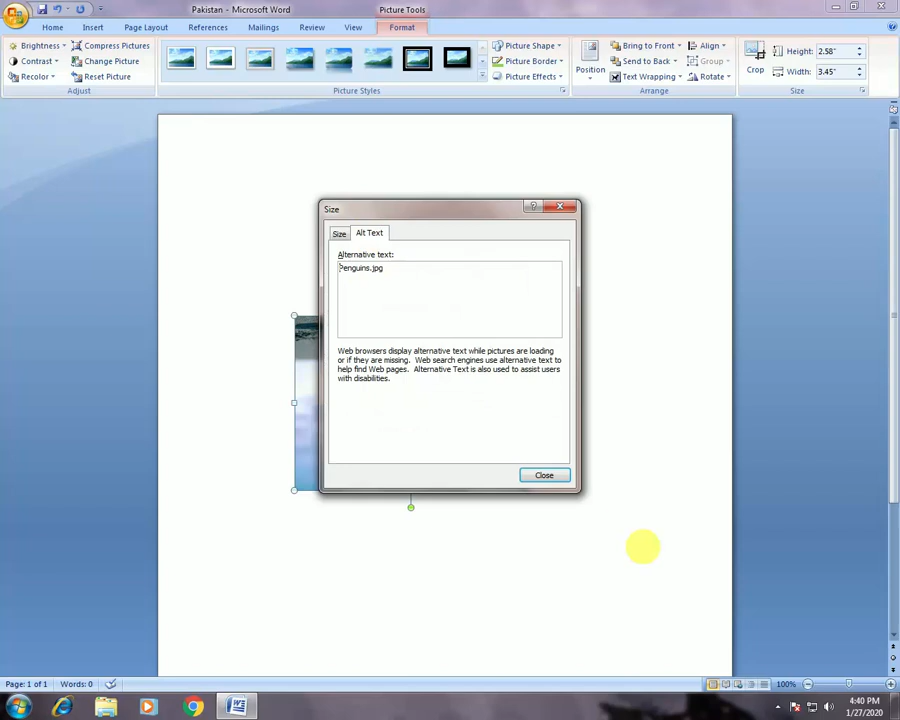 Pakistan - Microsoft Word
Picture Tools
Home Insert Page Layout References Mailings Review View Format
Brightness
Contrast
Recolor
Compress Pictures
Change Picture
Reset Picture
Adjust
Picture Styles
Picture Shape
Picture Border
Picture Effects
Position
Bring to Front
Send to Back
Text Wrapping
Align
Group
Rotate
Arrange
Crop
Height: 2.58"
Width: 3.45"
Size
Size
Size Alt Text
Alternative text:
Penguins.jpg
Web browsers display alternative text while pictures are loading
or if they are missing. Web search engines use alternative text to
help find Web pages. Alternative Text is also used to assist users
with disabilities.
Close
Page: 1 of 1 Words: 0
100%
4:40 PM
1/27/2020